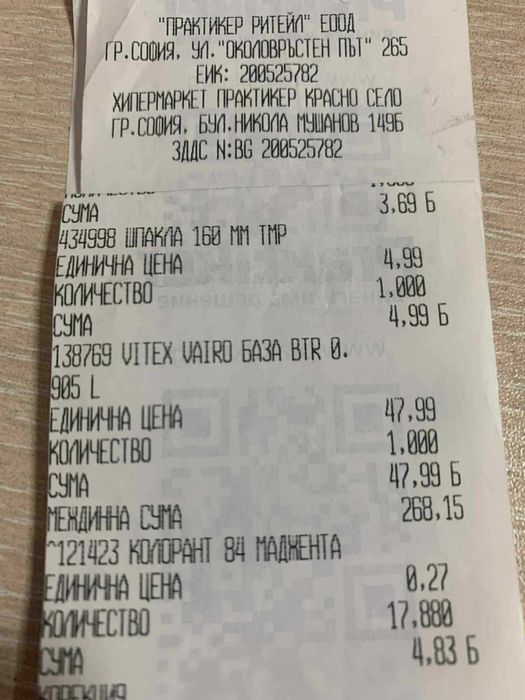 "ПРАКТИКЕР РИТЕЙЛ" ЕООД
ГР.СОФИЯ, УЛ."ОКОЛОВРЪСТЕН ПЪТ" 265
ЕИК: 200525782
ХИПЕРМАРКЕТ ПРАКТИКЕР КРАСНО СЕЛО
ГР.СОФИЯ, БУЛ.НИКОЛА МУШАНОВ 149Б
ЗДДС N:BG 200525782
СУМА 3,69 Б
434998 ШПАКЛА 160 ММ ТМР
ЕДИНИЧНА ЦЕНА 4,99
КОЛИЧЕСТВО 1,000
СУМА 4,99 Б
138769 VITEX VAIRO БАЗА BTR 0.
905 L
ЕДИНИЧНА ЦЕНА 47,99
КОЛИЧЕСТВО 1,000
СУМА 47,99 Б
МЕЖДИННА СУМА 268,15
^121423 КОЛОРАНТ 84 МАДЖЕНТА
ЕДИНИЧНА ЦЕНА 0,27
КОЛИЧЕСТВО 17,880
СУМА 4,83 Б
КОРЕКЦИЯ